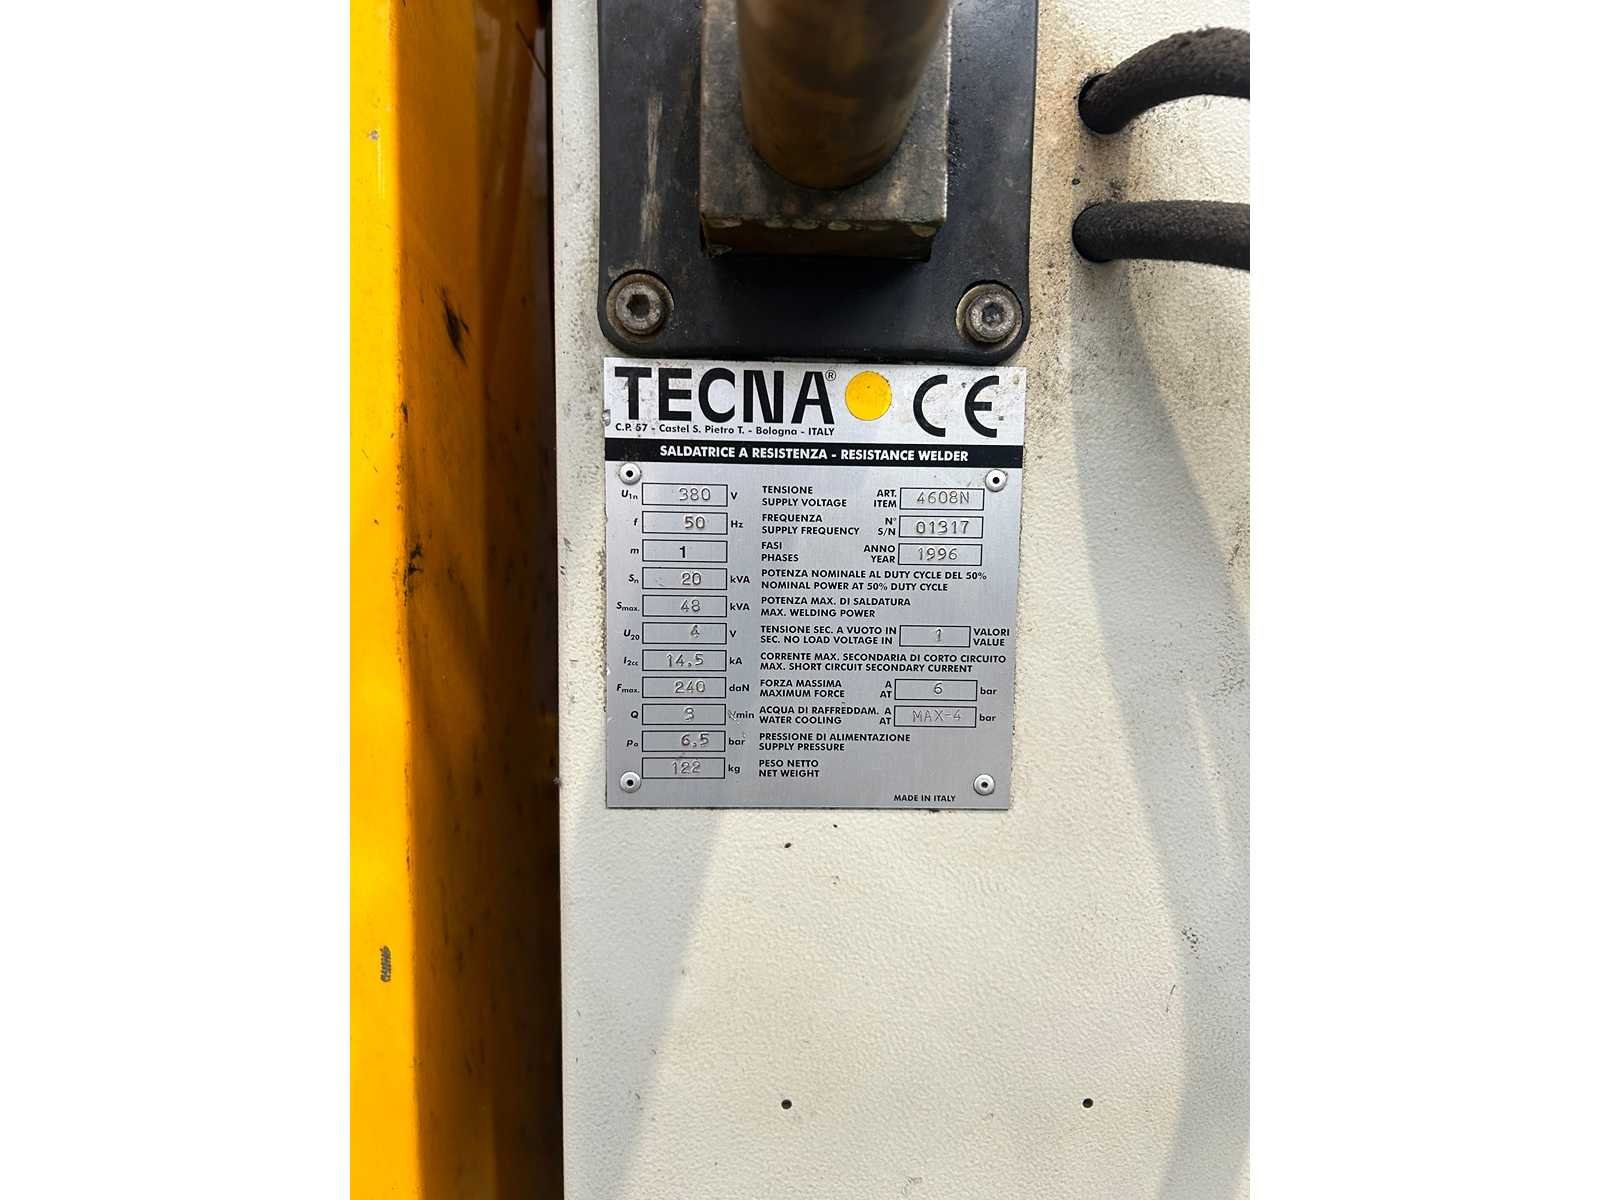 TECNA® CE
C.P. 57 - Castel S. Pietro T. - Bologna - ITALY
SALDATRICE A RESISTENZA - RESISTANCE WELDER
U1n 380 V TENSIONE SUPPLY VOLTAGE ART. ITEM 4608N
f 50 Hz FREQUENZA SUPPLY FREQUENCY N° S/N 01317
m 1 FASI PHASES ANNO YEAR 1996
Sn 20 kVA POTENZA NOMINALE AL DUTY CYCLE DEL 50% NOMINAL POWER AT 50% DUTY CYCLE
Smax. 48 kVA POTENZA MAX. DI SALDATURA MAX. WELDING POWER
U20 4 V TENSIONE SEC. A VUOTO IN SEC. NO LOAD VOLTAGE IN 1 VALORI VALUE
I2cc 14,5 kA CORRENTE MAX. SECONDARIA DI CORTO CIRCUITO MAX. SHORT CIRCUIT SECONDARY CURRENT
Fmax. 240 daN FORZA MASSIMA MAXIMUM FORCE A AT 6 bar
Q 3 l/min ACQUA DI RAFFREDDAM. WATER COOLING A AT MAX-4 bar
po 6,5 bar PRESSIONE DI ALIMENTAZIONE SUPPLY PRESSURE
122 kg PESO NETTO NET WEIGHT
MADE IN ITALY